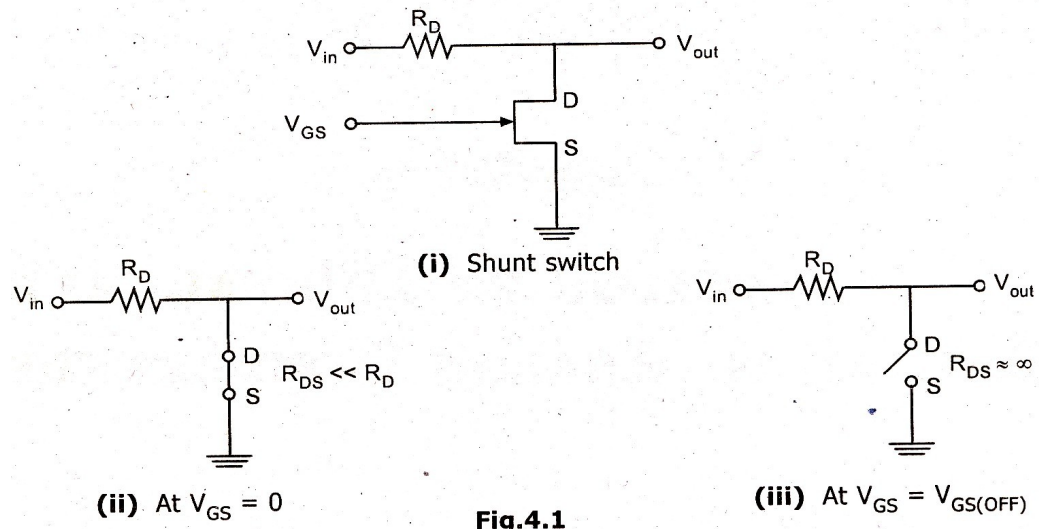 R_D
V_in
V_out
D
V_GS
S
(i) Shunt switch
R_D
V_in
V_out
D
R_DS << R_D
S
(ii) At V_GS = 0
R_D
V_in
V_out
D
R_DS ≈ ∞
S
(iii) At V_GS = V_GS(OFF)
Fig.4.1